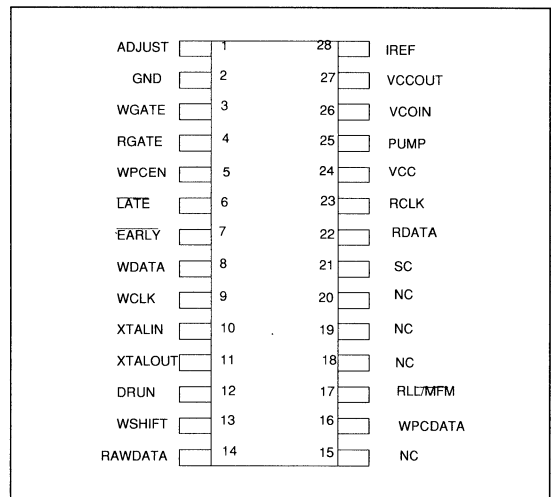 ADJUST 1 28 IREF
GND 2 27 VCCOUT
WGATE 3 26 VCOIN
RGATE 4 25 PUMP
WPCEN 5 24 VCC
LATE 6 23 RCLK
EARLY 7 22 RDATA
WDATA 8 21 SC
WCLK 9 20 NC
XTALIN 10 19 NC
XTALOUT 11 18 NC
DRUN 12 17 RLL/MFM
WSHIFT 13 16 WPCDATA
RAWDATA 14 15 NC